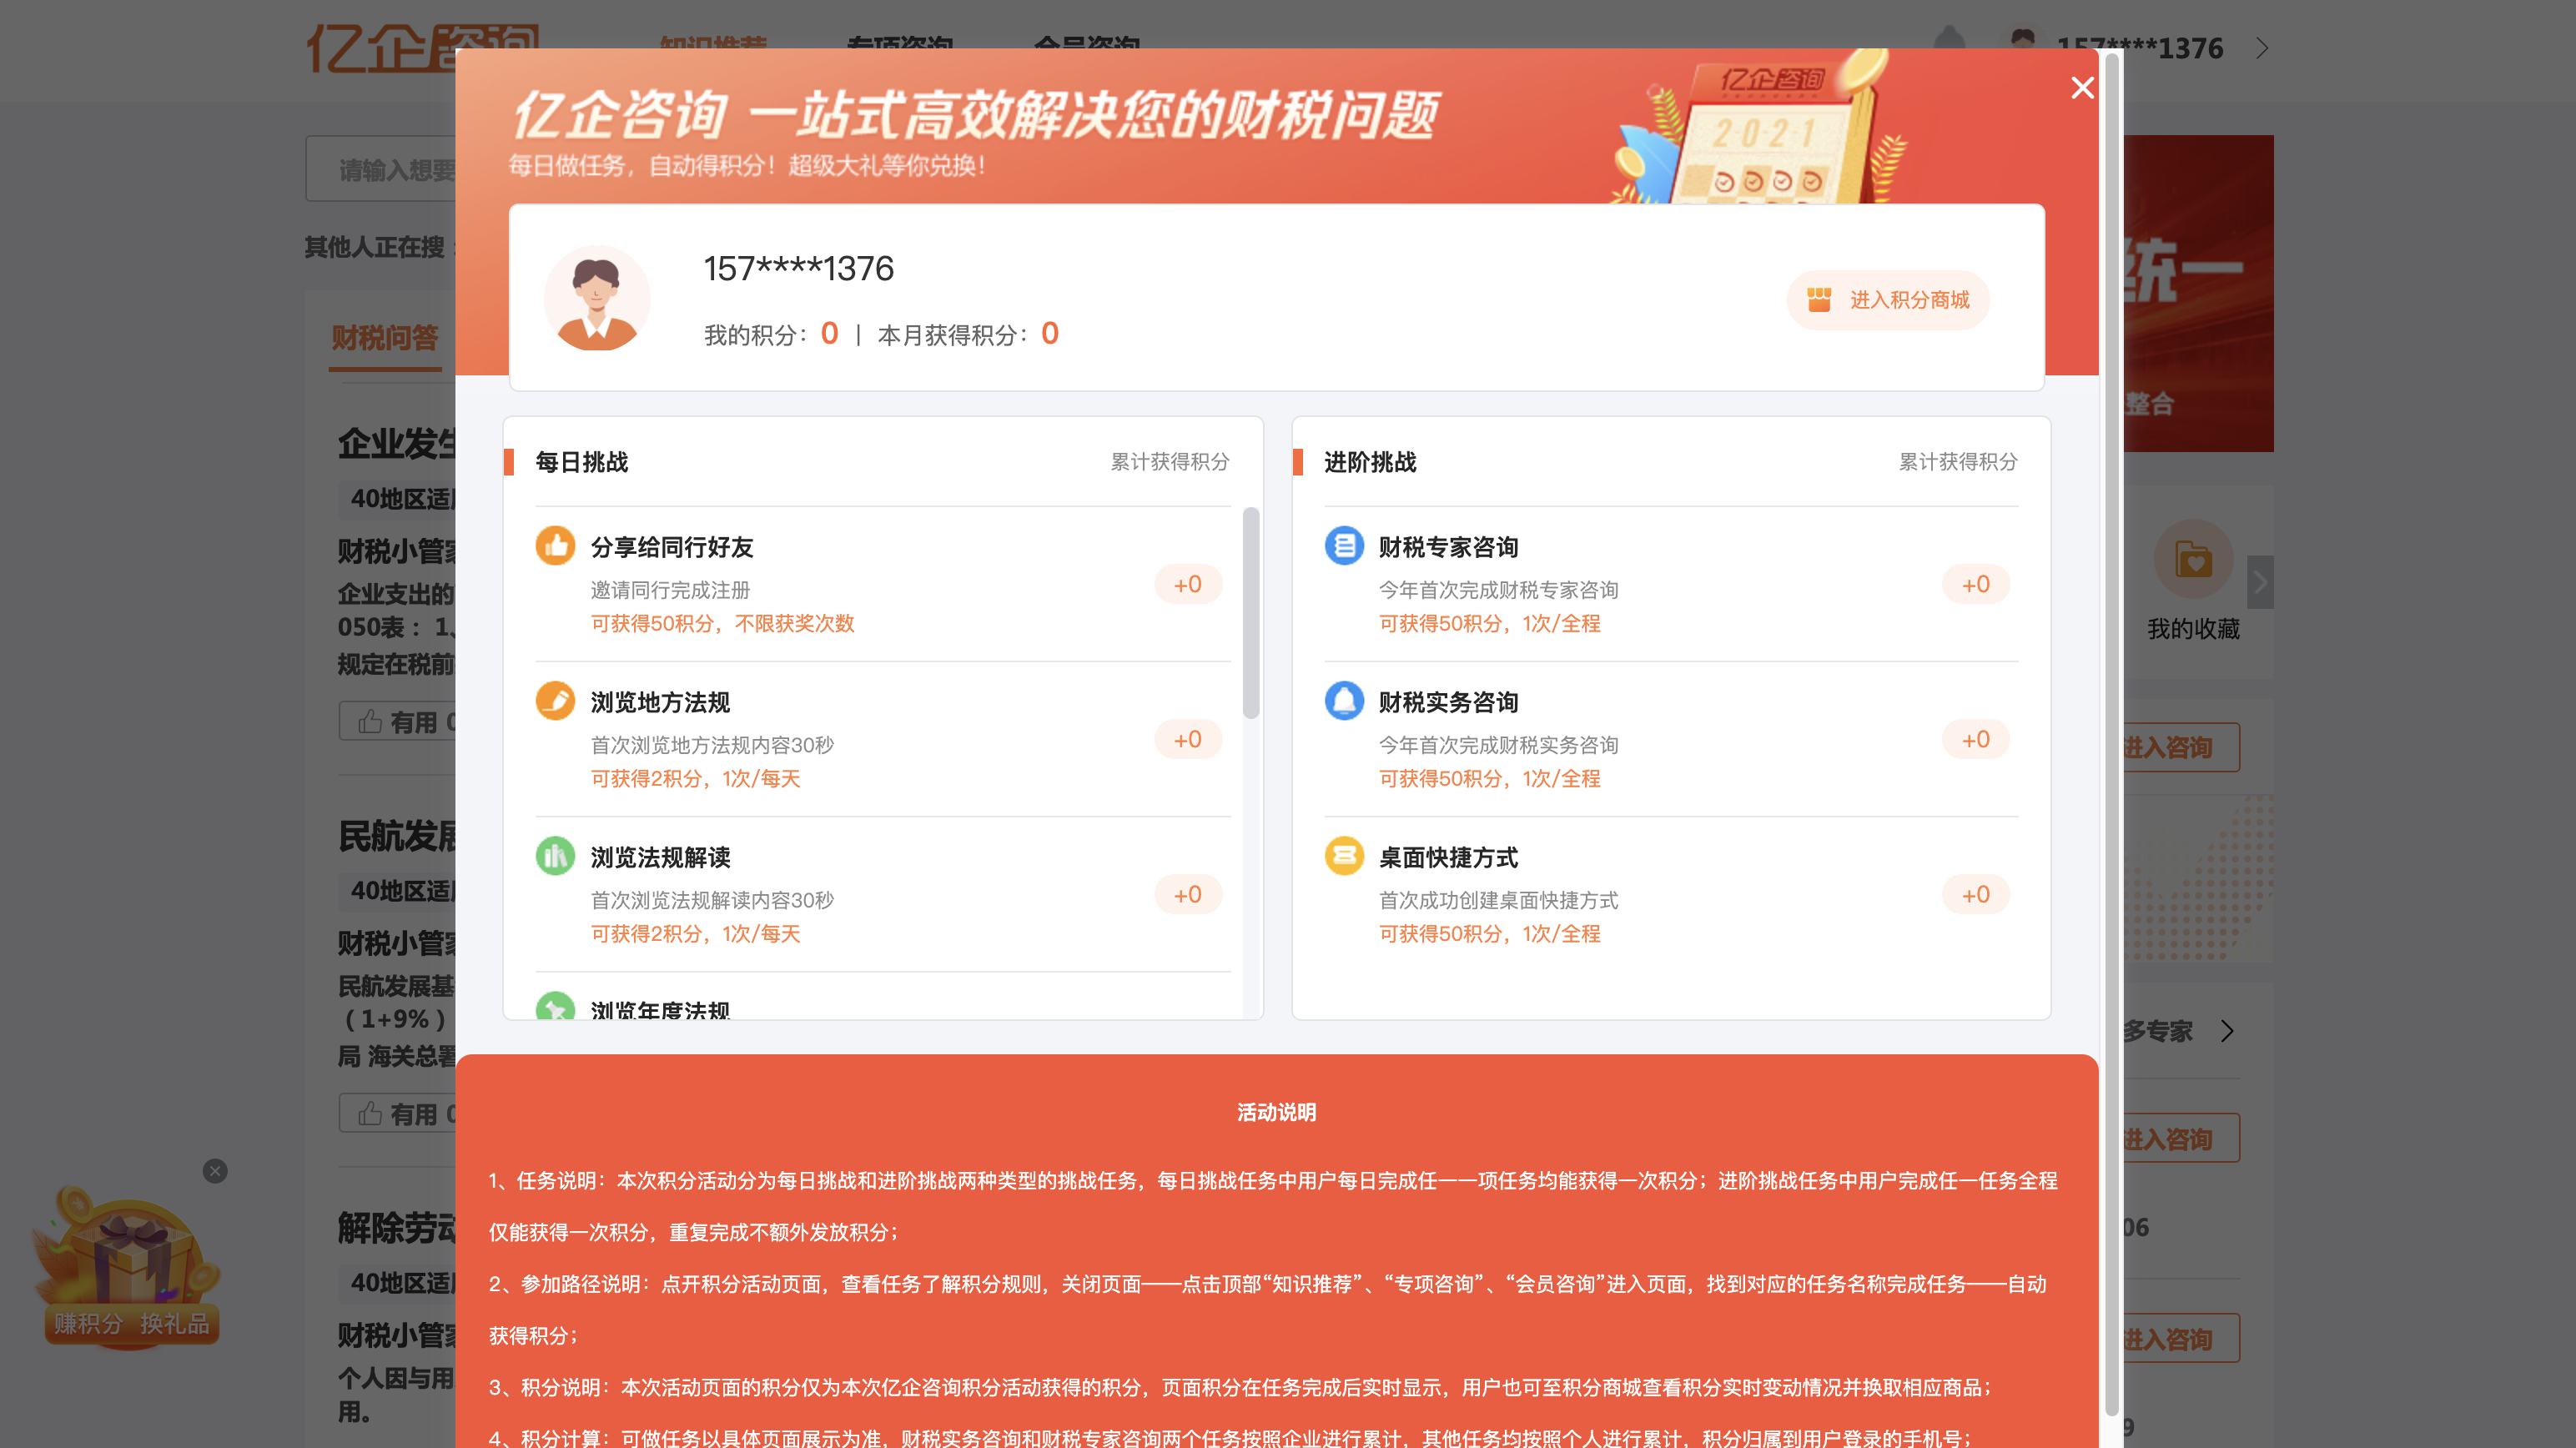 亿企咨询
知识推荐
专项咨询
会员咨询
157****1376
亿企咨询 一站式高效解决您的财税问题
每日做任务，自动得积分！超级大礼等你兑换！
亿企咨询
2021
请输入想要
其他人正在搜：
157****1376
我的积分：0 | 本月获得积分：0
进入积分商城
统一
整合
财税问答
企业发生
40地区适用
财税小管家
企业支出的
050表：1、
规定在税前
有用 0
民航发展
40地区适用
财税小管家
民航发展基
（1+9%）
局 海关总署
有用 0
解除劳动
40地区适用
财税小管家
个人因与用
用。
每日挑战
累计获得积分
分享给同行好友
邀请同行完成注册
可获得50积分，不限获奖次数
+0
浏览地方法规
首次浏览地方法规内容30秒
可获得2积分，1次/每天
+0
浏览法规解读
首次浏览法规解读内容30秒
可获得2积分，1次/每天
+0
浏览年度法规
进阶挑战
累计获得积分
财税专家咨询
今年首次完成财税专家咨询
可获得50积分，1次/全程
+0
财税实务咨询
今年首次完成财税实务咨询
可获得50积分，1次/全程
+0
桌面快捷方式
首次成功创建桌面快捷方式
可获得50积分，1次/全程
+0
我的收藏
进入咨询
多专家
进入咨询
06
进入咨询
9
赚积分 换礼品
活动说明
1、任务说明：本次积分活动分为每日挑战和进阶挑战两种类型的挑战任务，每日挑战任务中用户每日完成任一一项任务均能获得一次积分；进阶挑战任务中用户完成任一任务全程
仅能获得一次积分，重复完成不额外发放积分；
2、参加路径说明：点开积分活动页面，查看任务了解积分规则，关闭页面——点击顶部“知识推荐”、“专项咨询”、“会员咨询”进入页面，找到对应的任务名称完成任务——自动
获得积分；
3、积分说明：本次活动页面的积分仅为本次亿企咨询积分活动获得的积分，页面积分在任务完成后实时显示，用户也可至积分商城查看积分实时变动情况并换取相应商品；
4、积分计算：可做任务以具体页面展示为准，财税实务咨询和财税专家咨询两个任务按照企业进行累计，其他任务均按照个人进行累计，积分归属到用户登录的手机号；